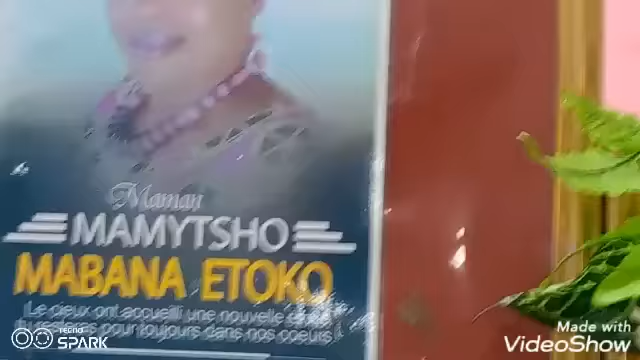 Maman
MAMYTSHO
MABANA ETOKO
Le cieux ont accueilli une nouvelle
pour toujours dans nos coeurs
TECNO
SPARK
Made with
VideoShow